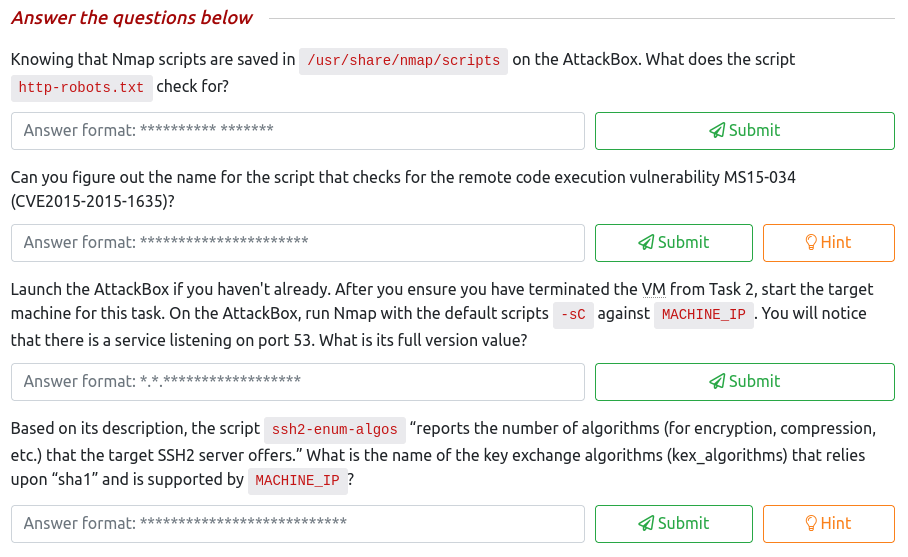 Answer the questions below
Knowing that Nmap scripts are saved in /usr/share/nmap/scripts on the AttackBox. What does the script
http-robots.txt check for?
Answer format: ********** *******
Submit
Can you figure out the name for the script that checks for the remote code execution vulnerability MS15-034
(CVE2015-2015-1635)?
Answer format: **********************
Submit
Hint
Launch the AttackBox if you haven't already. After you ensure you have terminated the VM from Task 2, start the target
machine for this task. On the AttackBox, run Nmap with the default scripts -sC against MACHINE_IP. You will notice
that there is a service listening on port 53. What is its full version value?
Answer format: *.*.******************
Submit
Based on its description, the script ssh2-enum-algos “reports the number of algorithms (for encryption, compression,
etc.) that the target SSH2 server offers.” What is the name of the key exchange algorithms (kex_algorithms) that relies
upon “sha1” and is supported by MACHINE_IP?
Answer format: ***************************
Submit
Hint